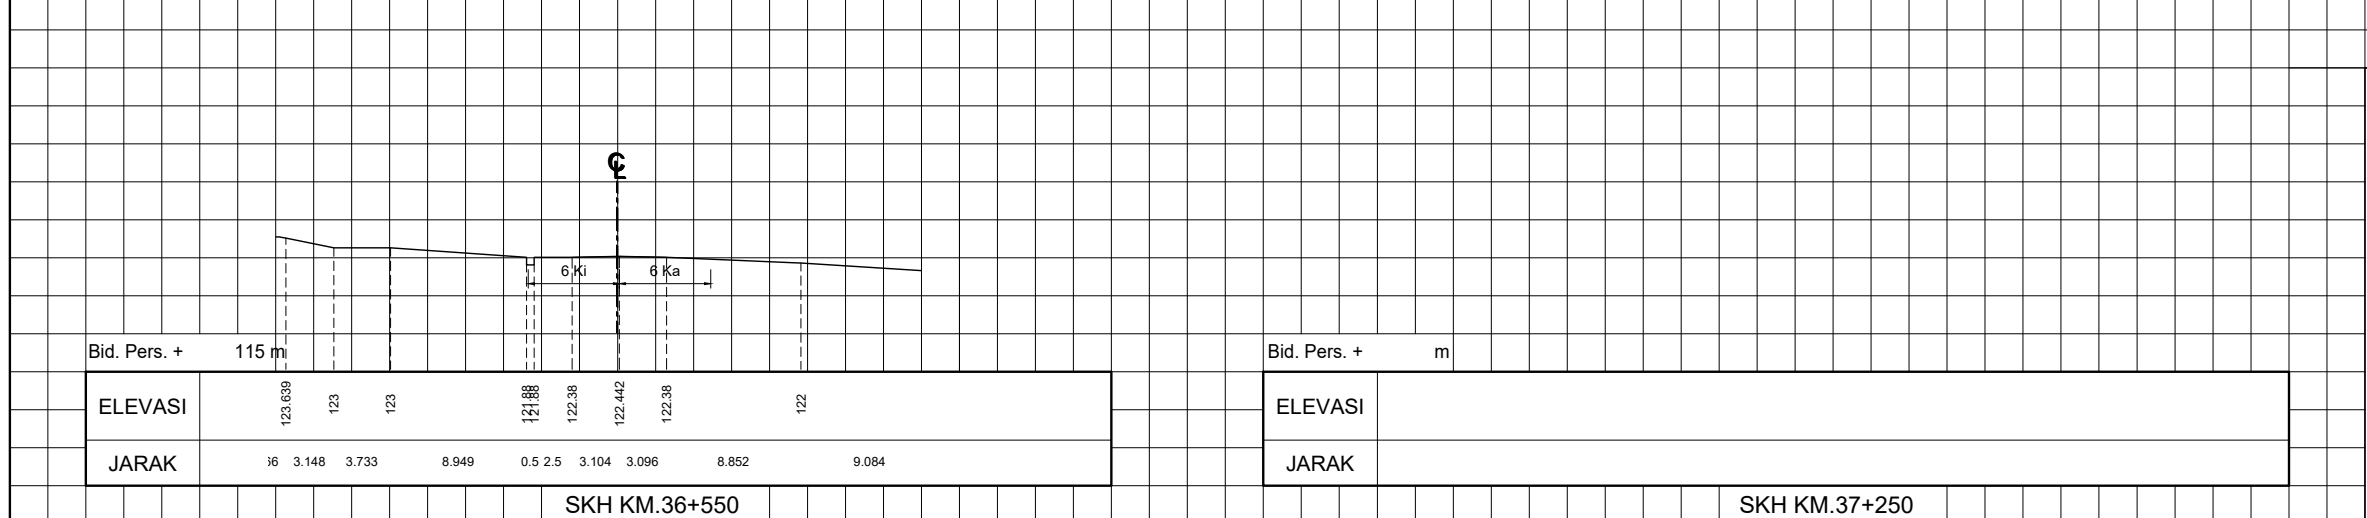 ℄
6 Ki 6 Ka
Bid. Pers. + 115 m
ELEVASI 123.639 123 123 121.88 121.88 122.38 122.442 122.38 122
JARAK 3.148 3.733 8.949 0.5 2.5 3.104 3.096 8.852 9.084
SKH KM.36+550
Bid. Pers. + m
ELEVASI
JARAK
SKH KM.37+250